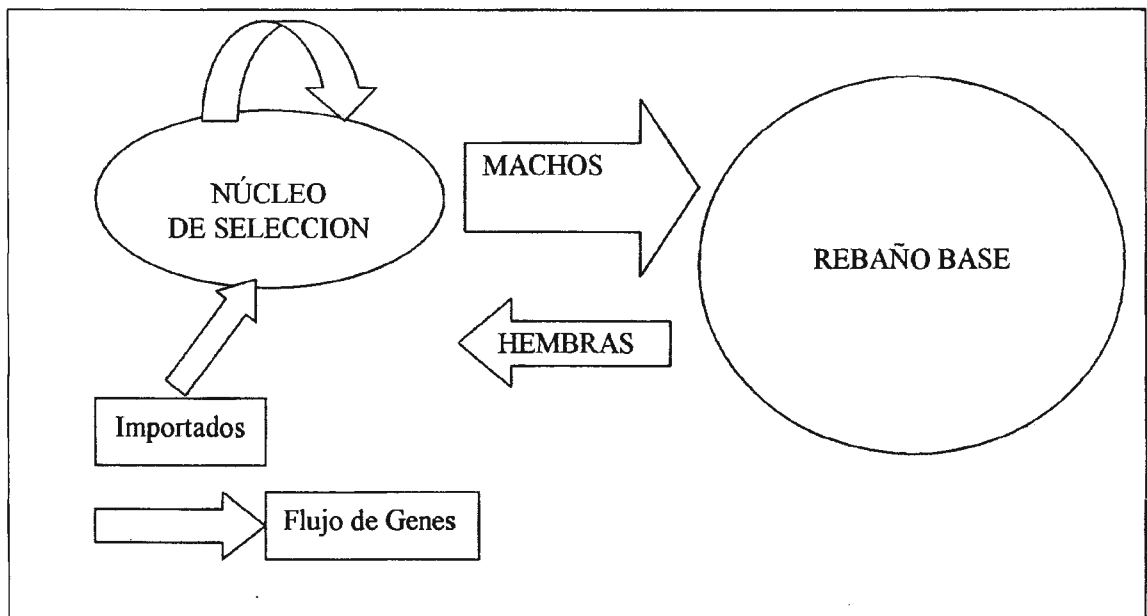 NÚCLEO
DE SELECCION
MACHOS
REBAÑO BASE
HEMBRAS
Importados
Flujo de Genes